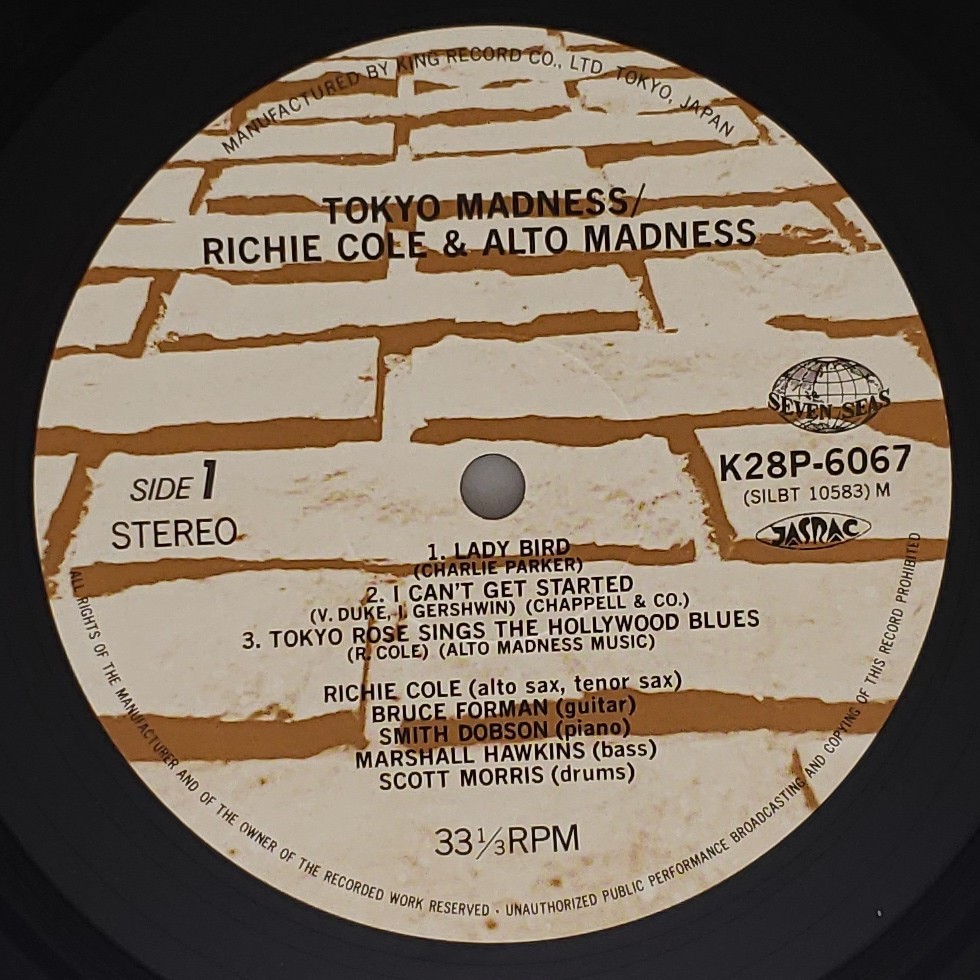 MANUFACTURED BY KING RECORD CO., LTD TOKYO, JAPAN
TOKYO MADNESS/
RICHIE COLE & ALTO MADNESS
SEVEN SEAS
K28P-6067
(SILBT 10583) M
JASRAC
SIDE 1
STEREO
1. LADY BIRD
(CHARLIE PARKER)
2. I CAN'T GET STARTED
(V. DUKE, I. GERSHWIN) (CHAPPELL & CO.)
3. TOKYO ROSE SINGS THE HOLLYWOOD BLUES
(R. COLE) (ALTO MADNESS MUSIC)
RICHIE COLE (alto sax, tenor sax)
BRUCE FORMAN (guitar)
SMITH DOBSON (piano)
MARSHALL HAWKINS (bass)
SCOTT MORRIS (drums)
33⅓RPM
ALL RIGHTS OF THE MANUFACTURER AND OF THE OWNER OF THE RECORDED WORK RESERVED · UNAUTHORIZED PUBLIC PERFORMANCE BROADCASTING AND COPYING OF THIS RECORD PROHIBITED